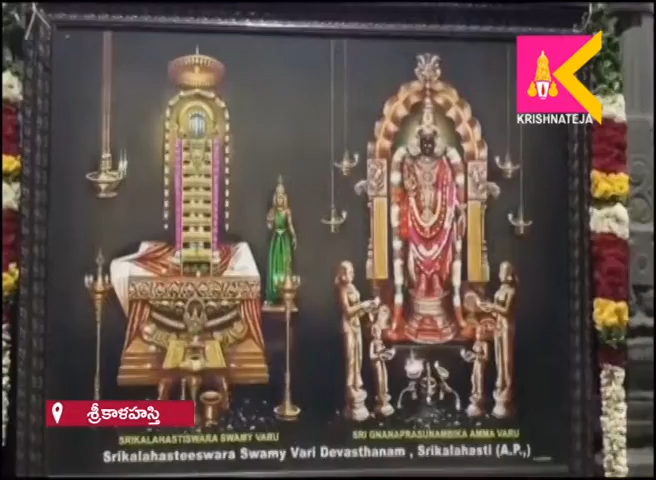 KRISHNATEJA
శ్రీకాళహస్తి
SRIKALAHASTISWARA SWAMY VARU
SRI GNANAPRASUNAMBIKA AMMA VARU
Srikalahasteeswara Swamy Vari Devasthanam , Srikalahasti (A.P.,)